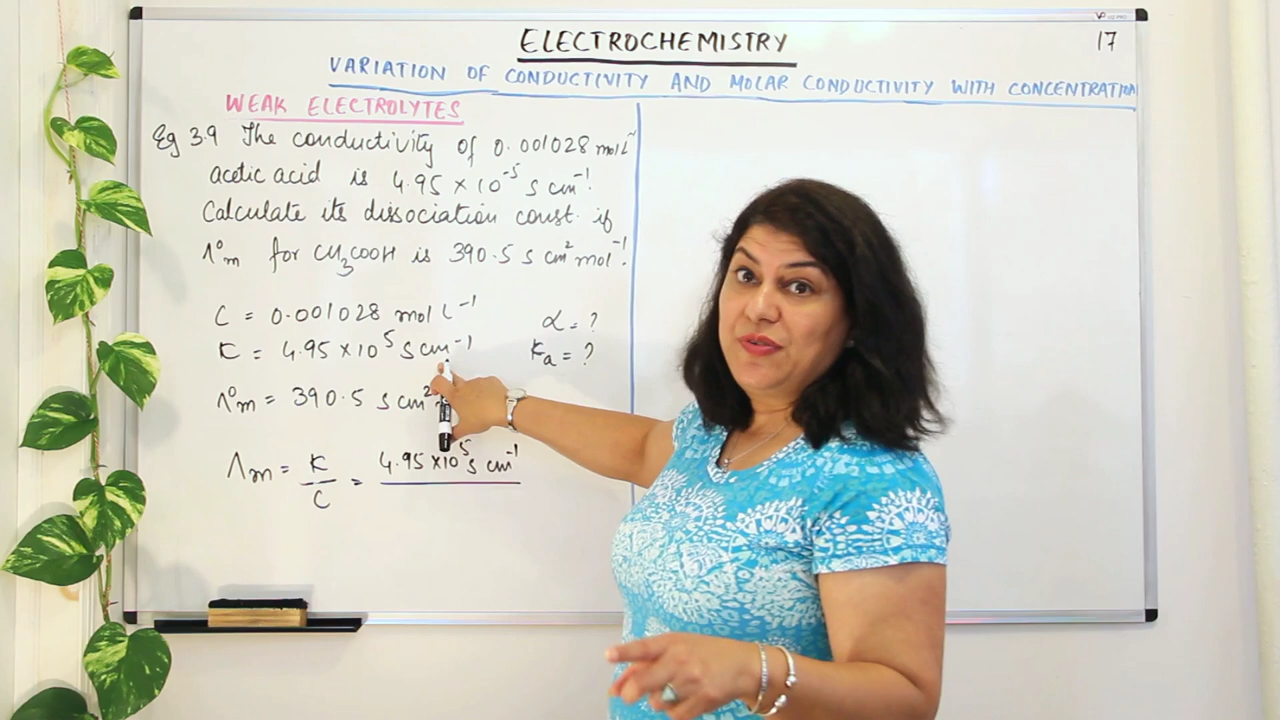 ELECTROCHEMISTRY
17
VARIATION OF CONDUCTIVITY AND MOLAR CONDUCTIVITY WITH CONCENTRATION
WEAK ELECTROLYTES
Eg 3.9 The conductivity of 0.001028 mol L⁻
acetic acid is 4.95 × 10⁻⁵ S cm⁻¹.
Calculate its dissociation const. if
Λ°m for CH₃COOH is 390.5 S cm² mol⁻¹.
C = 0.001028 mol L⁻¹
α = ?
K = 4.95 × 10⁵ S cm⁻¹
Ka = ?
Λ°m = 390.5 S cm²
Λm = K/C = 4.95 × 10⁵ S cm⁻¹